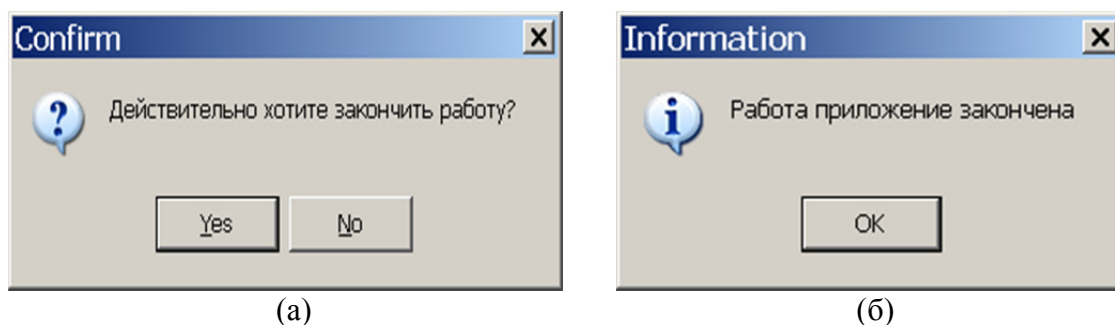 Confirm
Действительно хотите закончить работу?
Yes
No
(а)
Information
Работа приложение закончена
OK
(б)